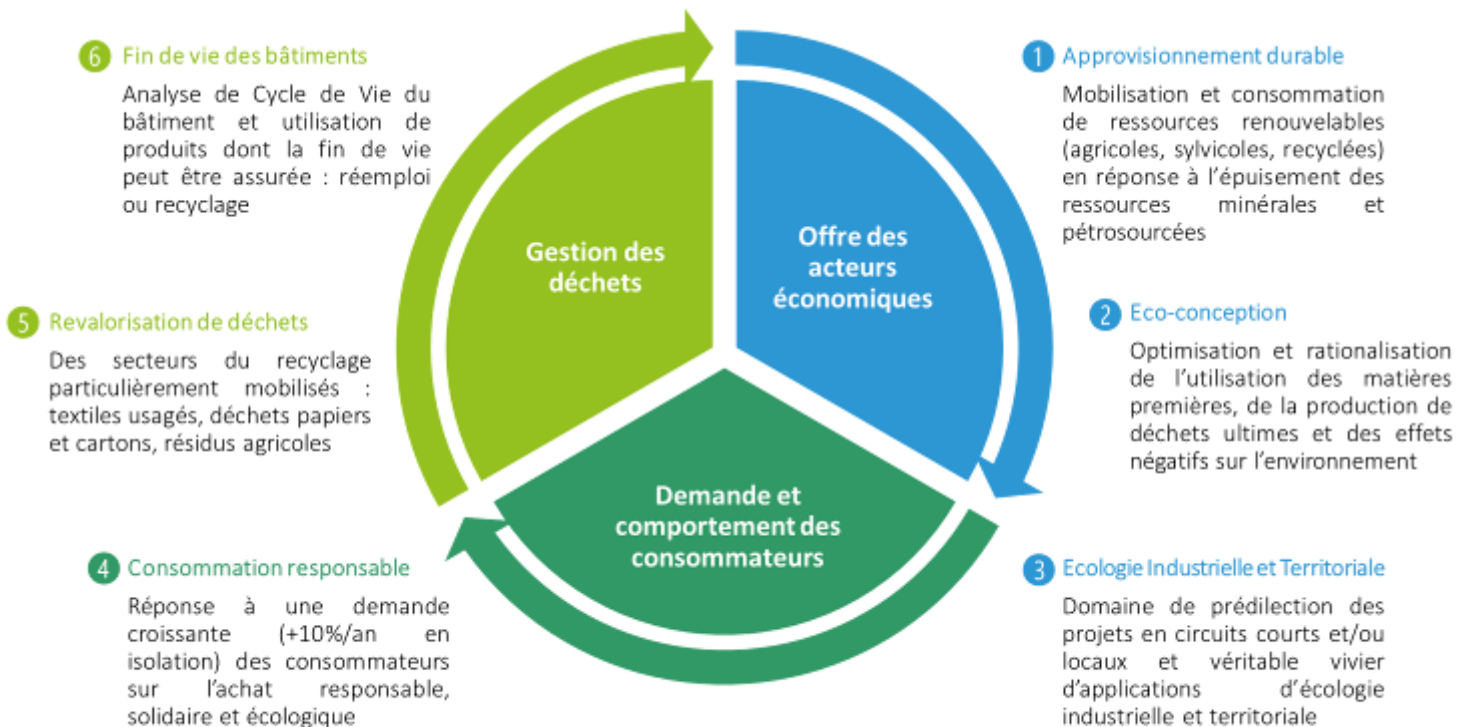 6 Fin de vie des bâtiments
Analyse de Cycle de Vie du
bâtiment et utilisation de
produits dont la fin de vie
peut être assurée : réemploi
ou recyclage
5 Revalorisation de déchets
Des secteurs du recyclage
particulièrement mobilisés :
textiles usagés, déchets papiers
et cartons, résidus agricoles
4 Consommation responsable
Réponse à une demande
croissante (+10%/an en
isolation) des consommateurs
sur l’achat responsable,
solidaire et écologique
Gestion des
déchets
Offre des
acteurs
économiques
Demande et
comportement des
consommateurs
1 Approvisionnement durable
Mobilisation et consommation
de ressources renouvelables
(agricoles, sylvicoles, recyclées)
en réponse à l’épuisement des
ressources minérales et
pétrosourcées
2 Eco-conception
Optimisation et rationalisation
de l’utilisation des matières
premières, de la production de
déchets ultimes et des effets
négatifs sur l’environnement
3 Ecologie Industrielle et Territoriale
Domaine de prédilection des
projets en circuits courts et/ou
locaux et véritable vivier
d’applications d’écologie
industrielle et territoriale